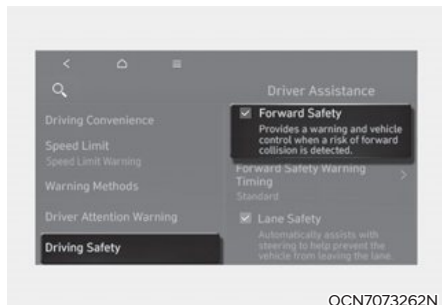 Driver Assistance
Driving Convenience
Speed Limit
Speed Limit Warning
Warning Methods
Driver Attention Warning
Driving Safety
Forward Safety
Provides a warning and vehicle
control when a risk of forward
collision is detected.
Forward Safety Warning
Timing
Standard
Lane Safety
Automatically assists with
steering to help prevent the
vehicle from leaving the lane.
OCN7073262N